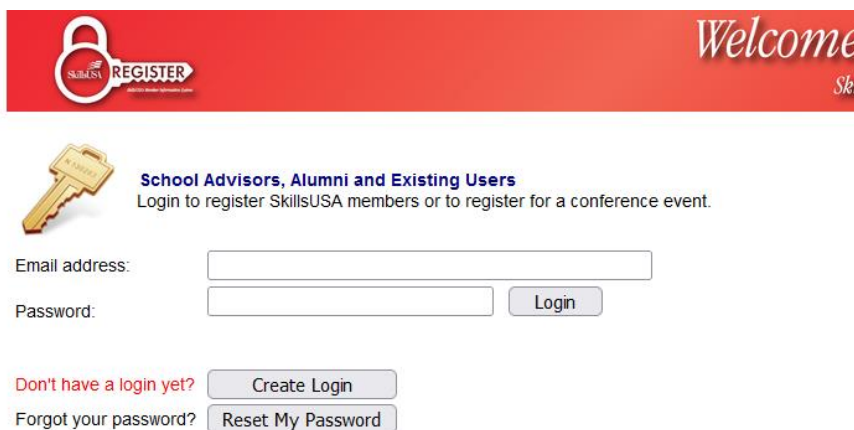 Welcome
Sk
SkillsUSA REGISTER
School Advisors, Alumni and Existing Users
Login to register SkillsUSA members or to register for a conference event.
Email address:
Password:
Login
Don't have a login yet? Create Login
Forgot your password? Reset My Password